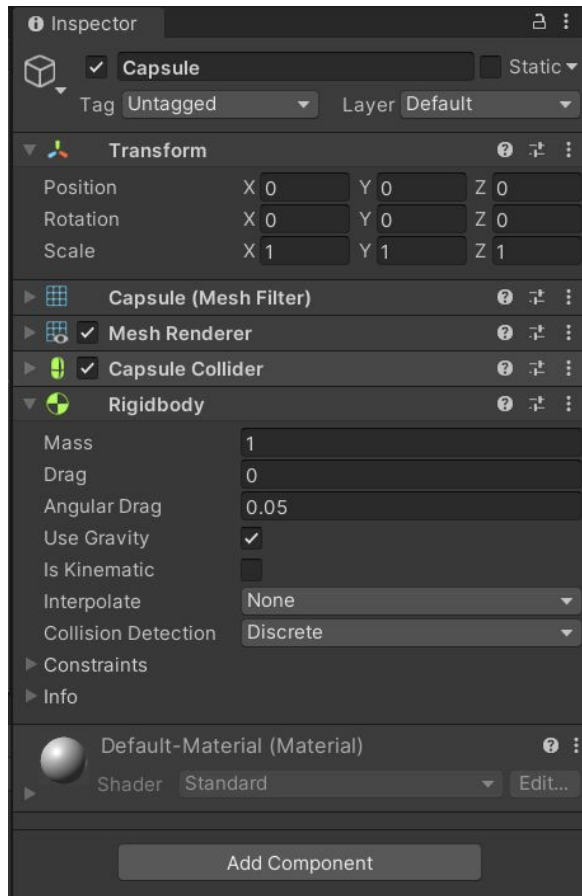 Inspector
Capsule Static
Tag Untagged Layer Default
Transform
Position X 0 Y 0 Z 0
Rotation X 0 Y 0 Z 0
Scale X 1 Y 1 Z 1
Capsule (Mesh Filter)
Mesh Renderer
Capsule Collider
Rigidbody
Mass 1
Drag 0
Angular Drag 0.05
Use Gravity
Is Kinematic
Interpolate None
Collision Detection Discrete
Constraints
Info
Default-Material (Material)
Shader Standard Edit...
Add Component